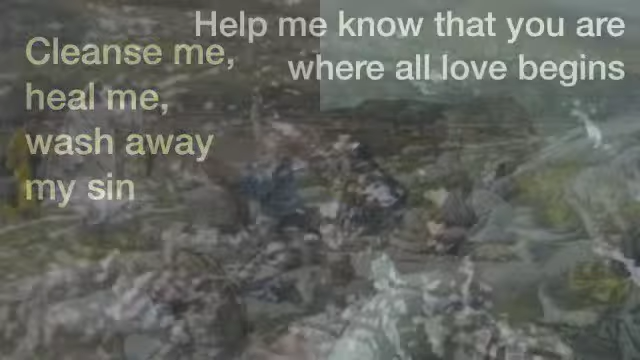 Cleanse me,
heal me,
wash away
my sin
Help me know that you are
where all love begins